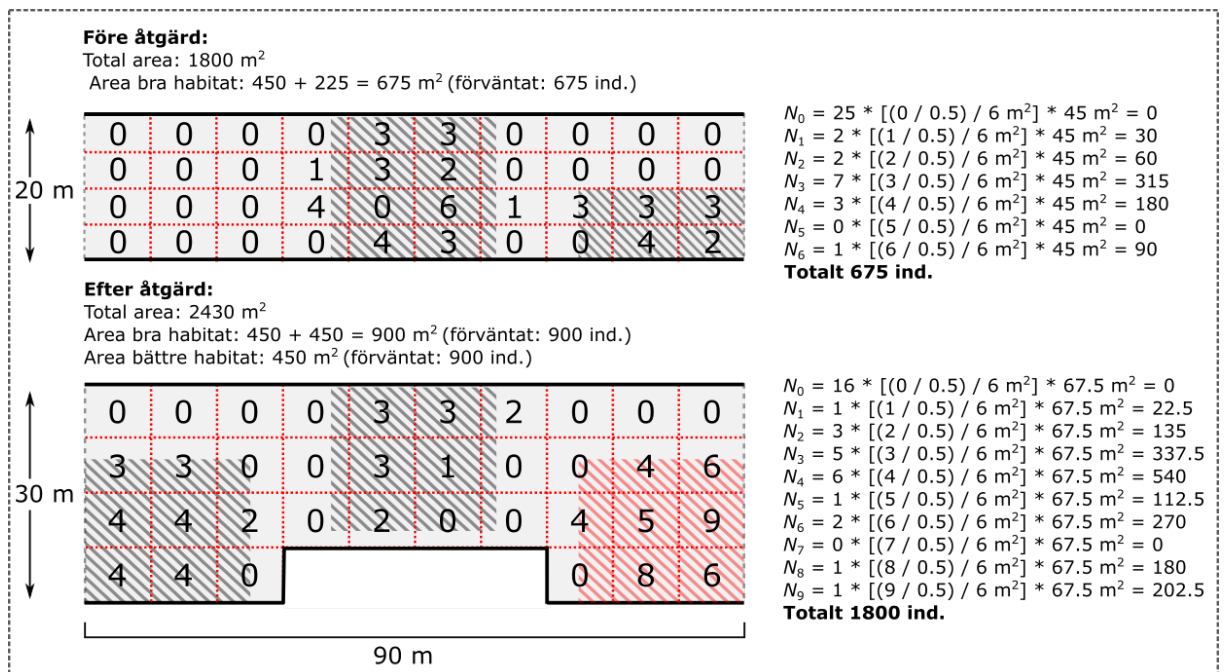 Före åtgärd:
Total area: 1800 m²
Area bra habitat: 450 + 225 = 675 m² (förväntat: 675 ind.)
20 m
0 0 0 0 3 3 0 0 0 0
0 0 0 1 3 2 0 0 0 0
0 0 0 4 0 6 1 3 3 3
0 0 0 0 4 3 0 0 4 2
N₀ = 25 * [(0 / 0.5) / 6 m²] * 45 m² = 0
N₁ = 2 * [(1 / 0.5) / 6 m²] * 45 m² = 30
N₂ = 2 * [(2 / 0.5) / 6 m²] * 45 m² = 60
N₃ = 7 * [(3 / 0.5) / 6 m²] * 45 m² = 315
N₄ = 3 * [(4 / 0.5) / 6 m²] * 45 m² = 180
N₅ = 0 * [(5 / 0.5) / 6 m²] * 45 m² = 0
N₆ = 1 * [(6 / 0.5) / 6 m²] * 45 m² = 90
Totalt 675 ind.
Efter åtgärd:
Total area: 2430 m²
Area bra habitat: 450 + 450 = 900 m² (förväntat: 900 ind.)
Area bättre habitat: 450 m² (förväntat: 900 ind.)
30 m
0 0 0 0 3 3 2 0 0 0
3 3 0 0 3 1 0 0 4 6
4 4 2 0 2 0 0 4 5 9
4 4 0 0 8 6
90 m
N₀ = 16 * [(0 / 0.5) / 6 m²] * 67.5 m² = 0
N₁ = 1 * [(1 / 0.5) / 6 m²] * 67.5 m² = 22.5
N₂ = 3 * [(2 / 0.5) / 6 m²] * 67.5 m² = 135
N₃ = 5 * [(3 / 0.5) / 6 m²] * 67.5 m² = 337.5
N₄ = 6 * [(4 / 0.5) / 6 m²] * 67.5 m² = 540
N₅ = 1 * [(5 / 0.5) / 6 m²] * 67.5 m² = 112.5
N₆ = 2 * [(6 / 0.5) / 6 m²] * 67.5 m² = 270
N₇ = 0 * [(7 / 0.5) / 6 m²] * 67.5 m² = 0
N₈ = 1 * [(8 / 0.5) / 6 m²] * 67.5 m² = 180
N₉ = 1 * [(9 / 0.5) / 6 m²] * 67.5 m² = 202.5
Totalt 1800 ind.